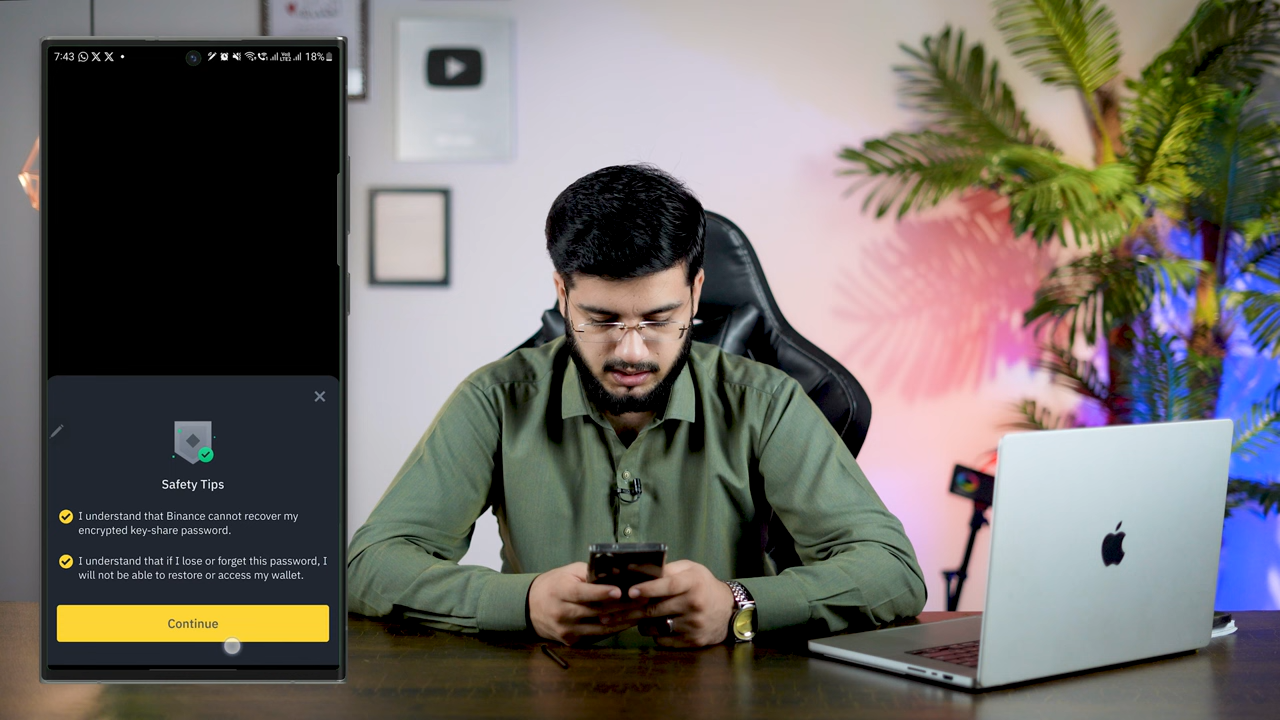 7:43
18%
Safety Tips
I understand that Binance cannot recover my
encrypted key-share password.
I understand that if I lose or forget this password, I
will not be able to restore or access my wallet.
Continue